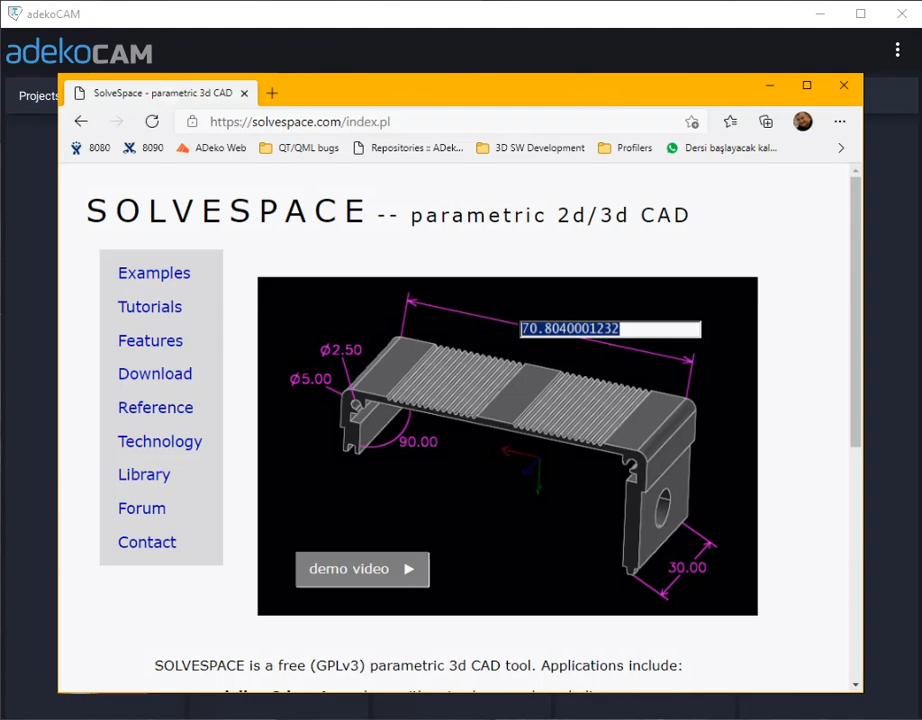 adekoCAM
adekoCAM
Projects
SolveSpace - parametric 3d CAD
https://solvespace.com/index.pl
8080
8090
ADeko Web
QT/QML bugs
Repositories :: ADek...
3D SW Development
Profilers
Dersi başlayacak kal...
SOLVESPACE -- parametric 2d/3d CAD
Examples
Tutorials
Features
Download
Reference
Technology
Library
Forum
Contact
70.8040001232
Ø2.50
Ø5.00
90.00
30.00
demo video
SOLVESPACE is a free (GPLv3) parametric 3d CAD tool. Applications include: